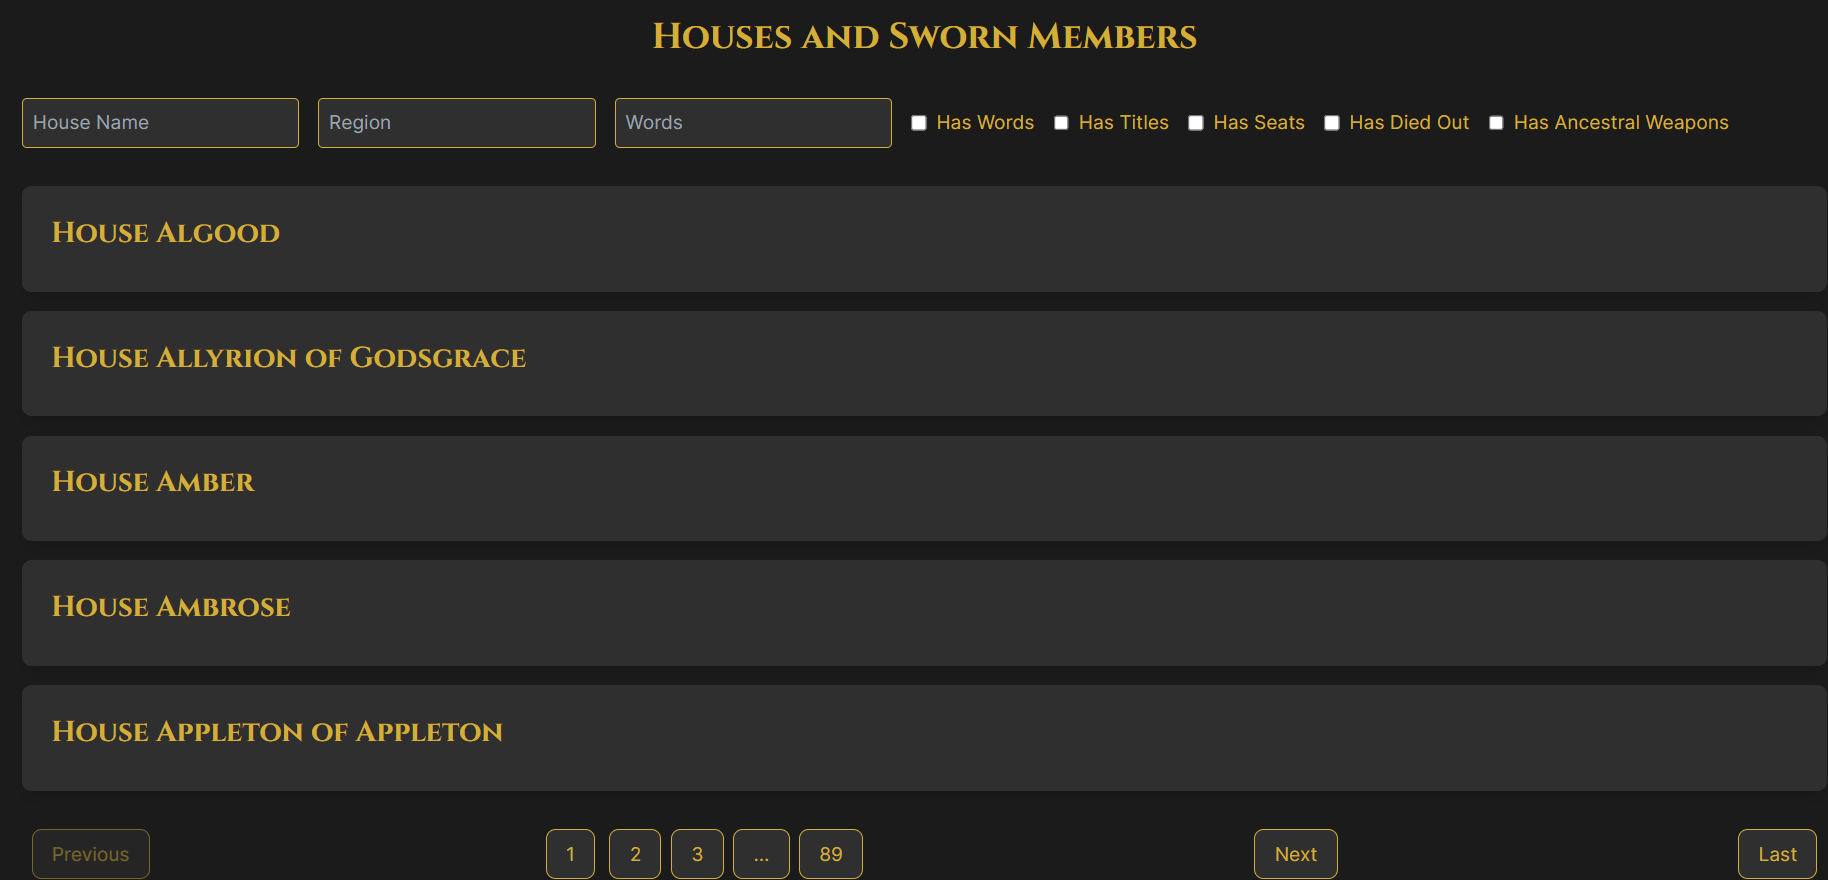 Houses and Sworn Members
House Name Region Words Has Words Has Titles Has Seats Has Died Out Has Ancestral Weapons
House Algood
House Allyrion of Godsgrace
House Amber
House Ambrose
House Appleton of Appleton
Previous 1 2 3 ... 89 Next Last